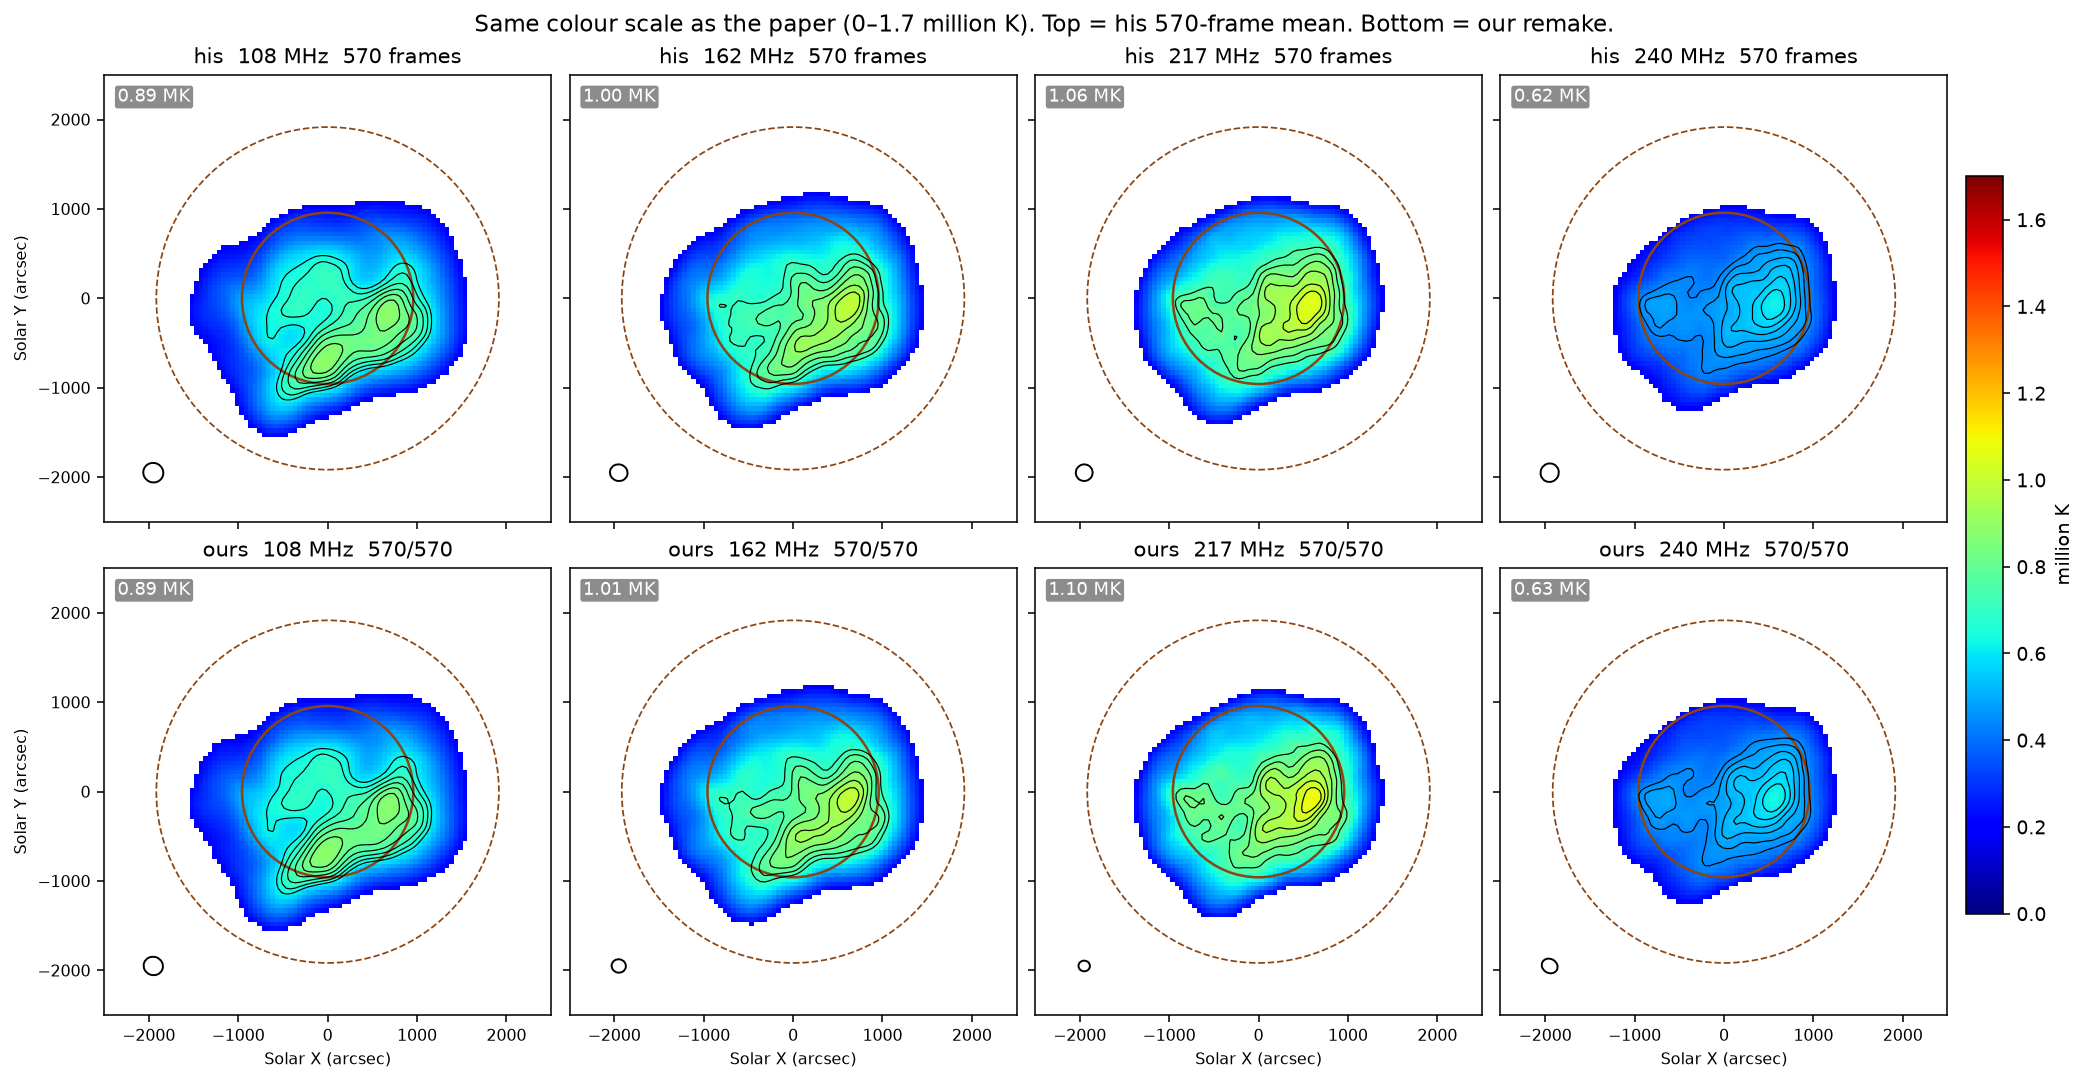 Same colour scale as the paper (0–1.7 million K). Top = his 570-frame mean. Bottom = our remake.
his  108 MHz  570 frames
his  162 MHz  570 frames
his  217 MHz  570 frames
his  240 MHz  570 frames
0.89 MK
1.00 MK
1.06 MK
0.62 MK
Solar Y (arcsec)
2000
1000
0
−1000
−2000
ours  108 MHz  570/570
ours  162 MHz  570/570
ours  217 MHz  570/570
ours  240 MHz  570/570
0.89 MK
1.01 MK
1.10 MK
0.63 MK
Solar Y (arcsec)
2000
1000
0
−1000
−2000
−2000 −1000 0 1000 2000
−2000 −1000 0 1000 2000
−2000 −1000 0 1000 2000
−2000 −1000 0 1000 2000
Solar X (arcsec)
Solar X (arcsec)
Solar X (arcsec)
Solar X (arcsec)
1.6
1.4
1.2
1.0
0.8
0.6
0.4
0.2
0.0
million K